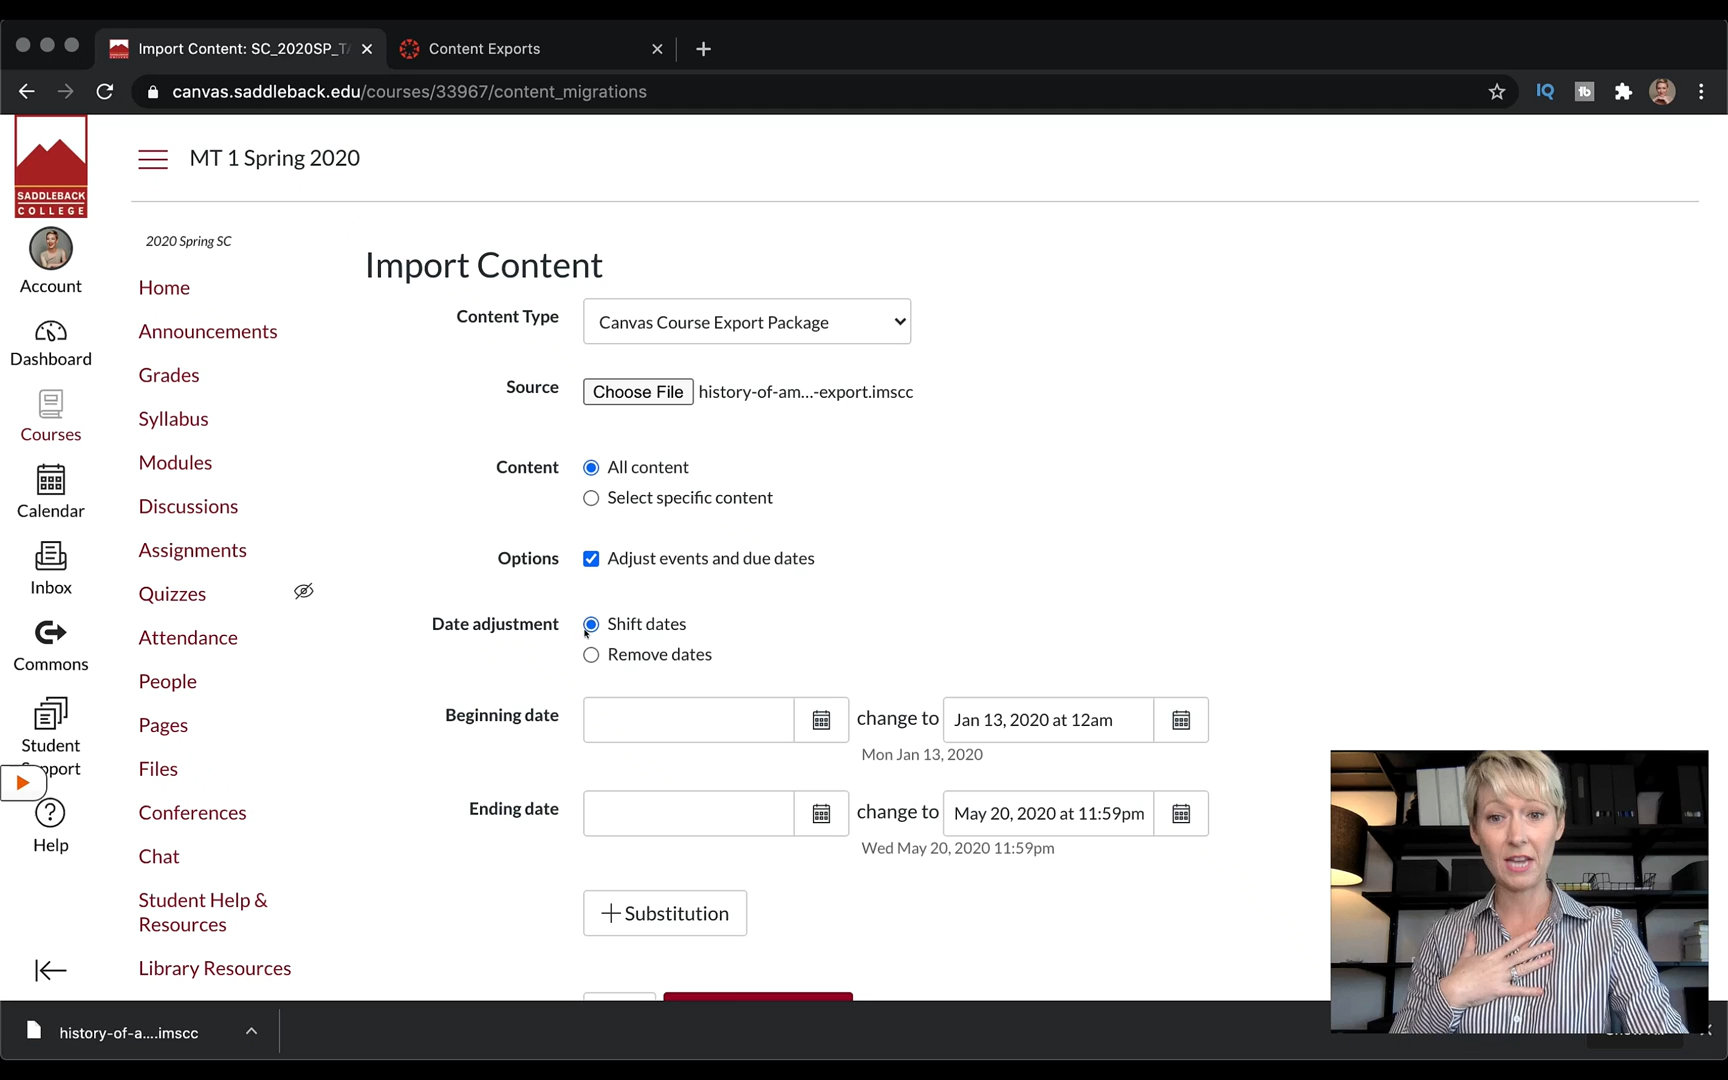 Import Content: SC_2020SP_TA
Content Exports
canvas.saddleback.edu/courses/33967/content_migrations
IQ
tb
SADDLEBACK
COLLEGE
MT 1 Spring 2020
Account
Dashboard
Courses
Calendar
Inbox
Commons
Student
Support
Help
2020 Spring SC
Home
Announcements
Grades
Syllabus
Modules
Discussions
Assignments
Quizzes
Attendance
People
Pages
Files
Conferences
Chat
Student Help &
Resources
Library Resources
Import Content
Content Type
Canvas Course Export Package
Source
Choose File history-of-am...-export.imscc
Content
All content
Select specific content
Options
Adjust events and due dates
Date adjustment
Shift dates
Remove dates
Beginning date
change to
Jan 13, 2020 at 12am
Mon Jan 13, 2020
Ending date
change to
May 20, 2020 at 11:59pm
Wed May 20, 2020 11:59pm
+ Substitution
history-of-a....imscc